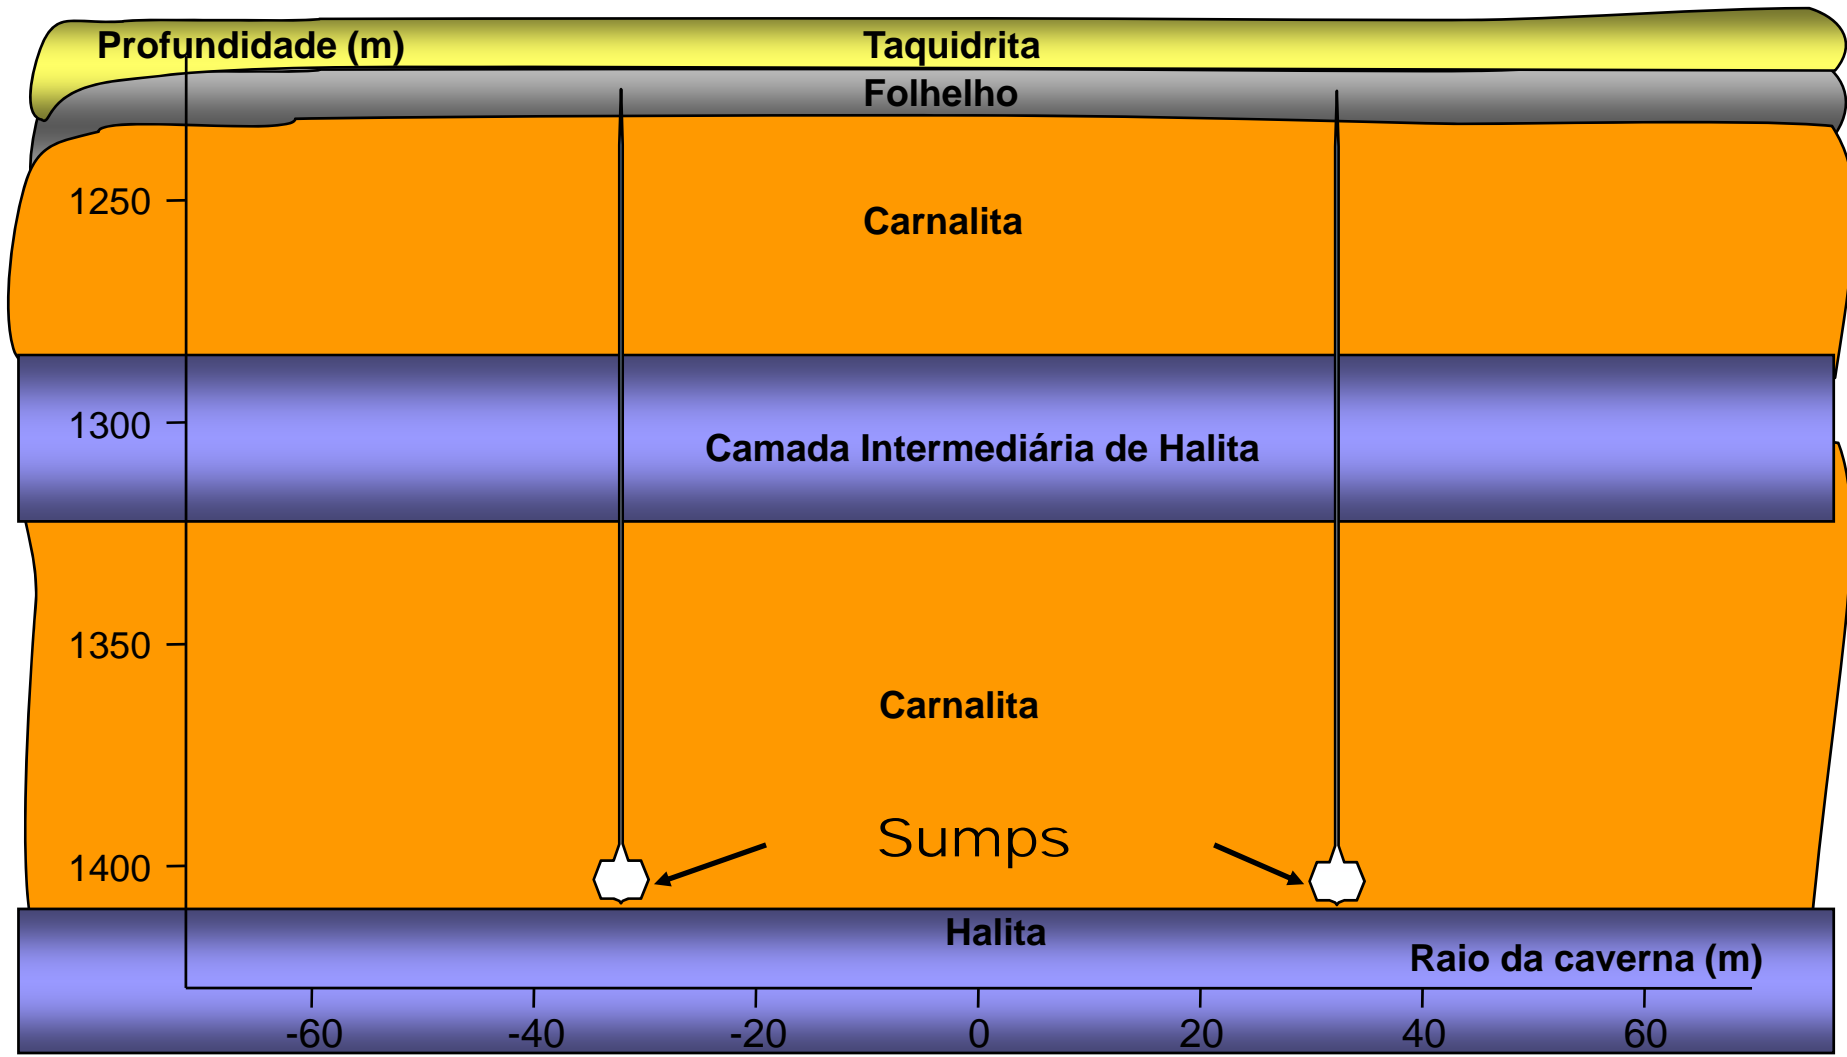 Profundidade (m)
Taquidrita
Folhelho
1250
Carnalita
1300
Camada Intermediária de Halita
1350
Carnalita
Sumps
1400
Halita
Raio da caverna (m)
-60 -40 -20 0 20 40 60